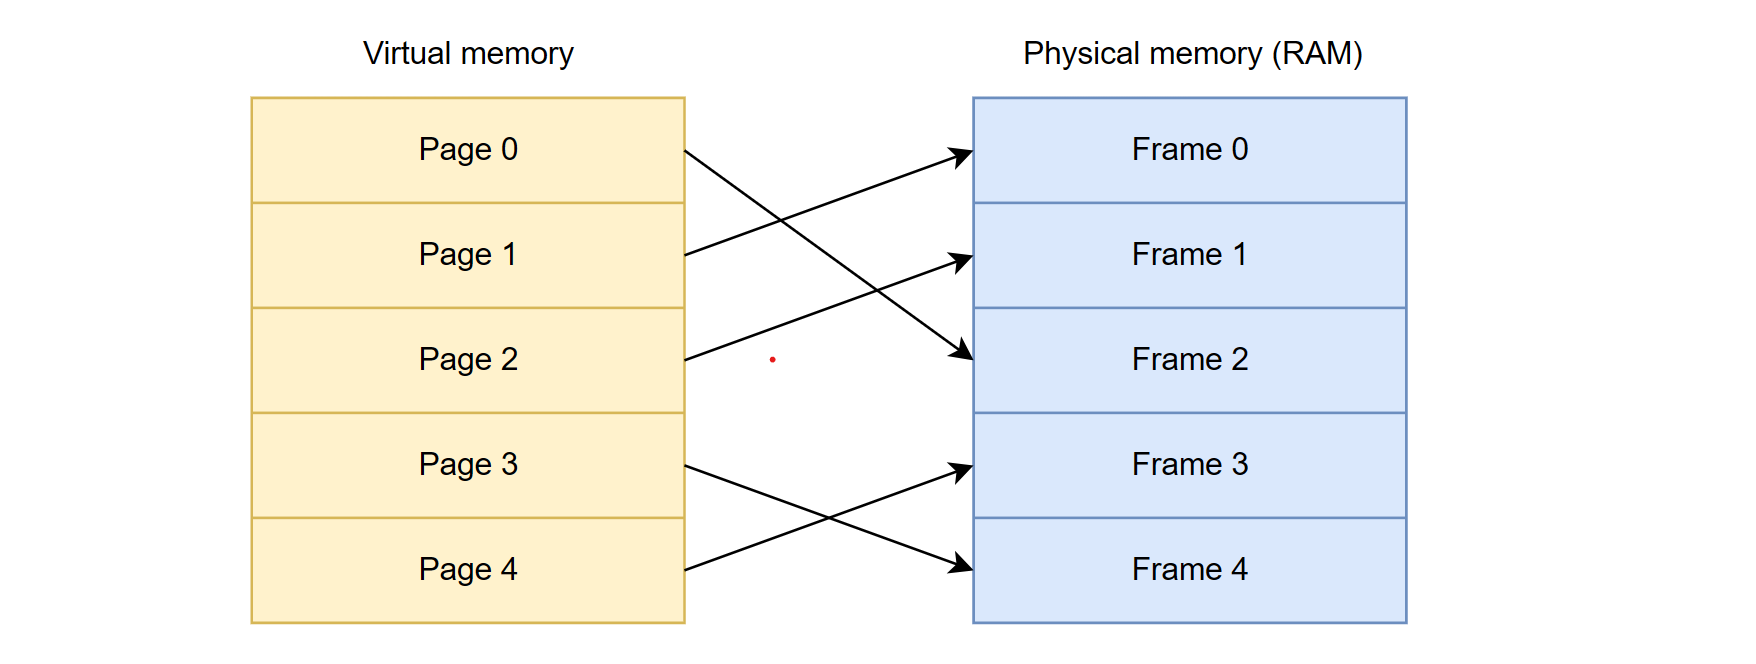 Virtual memory
Physical memory (RAM)
Page 0
Frame 0
Page 1
Frame 1
Page 2
Frame 2
Page 3
Frame 3
Page 4
Frame 4